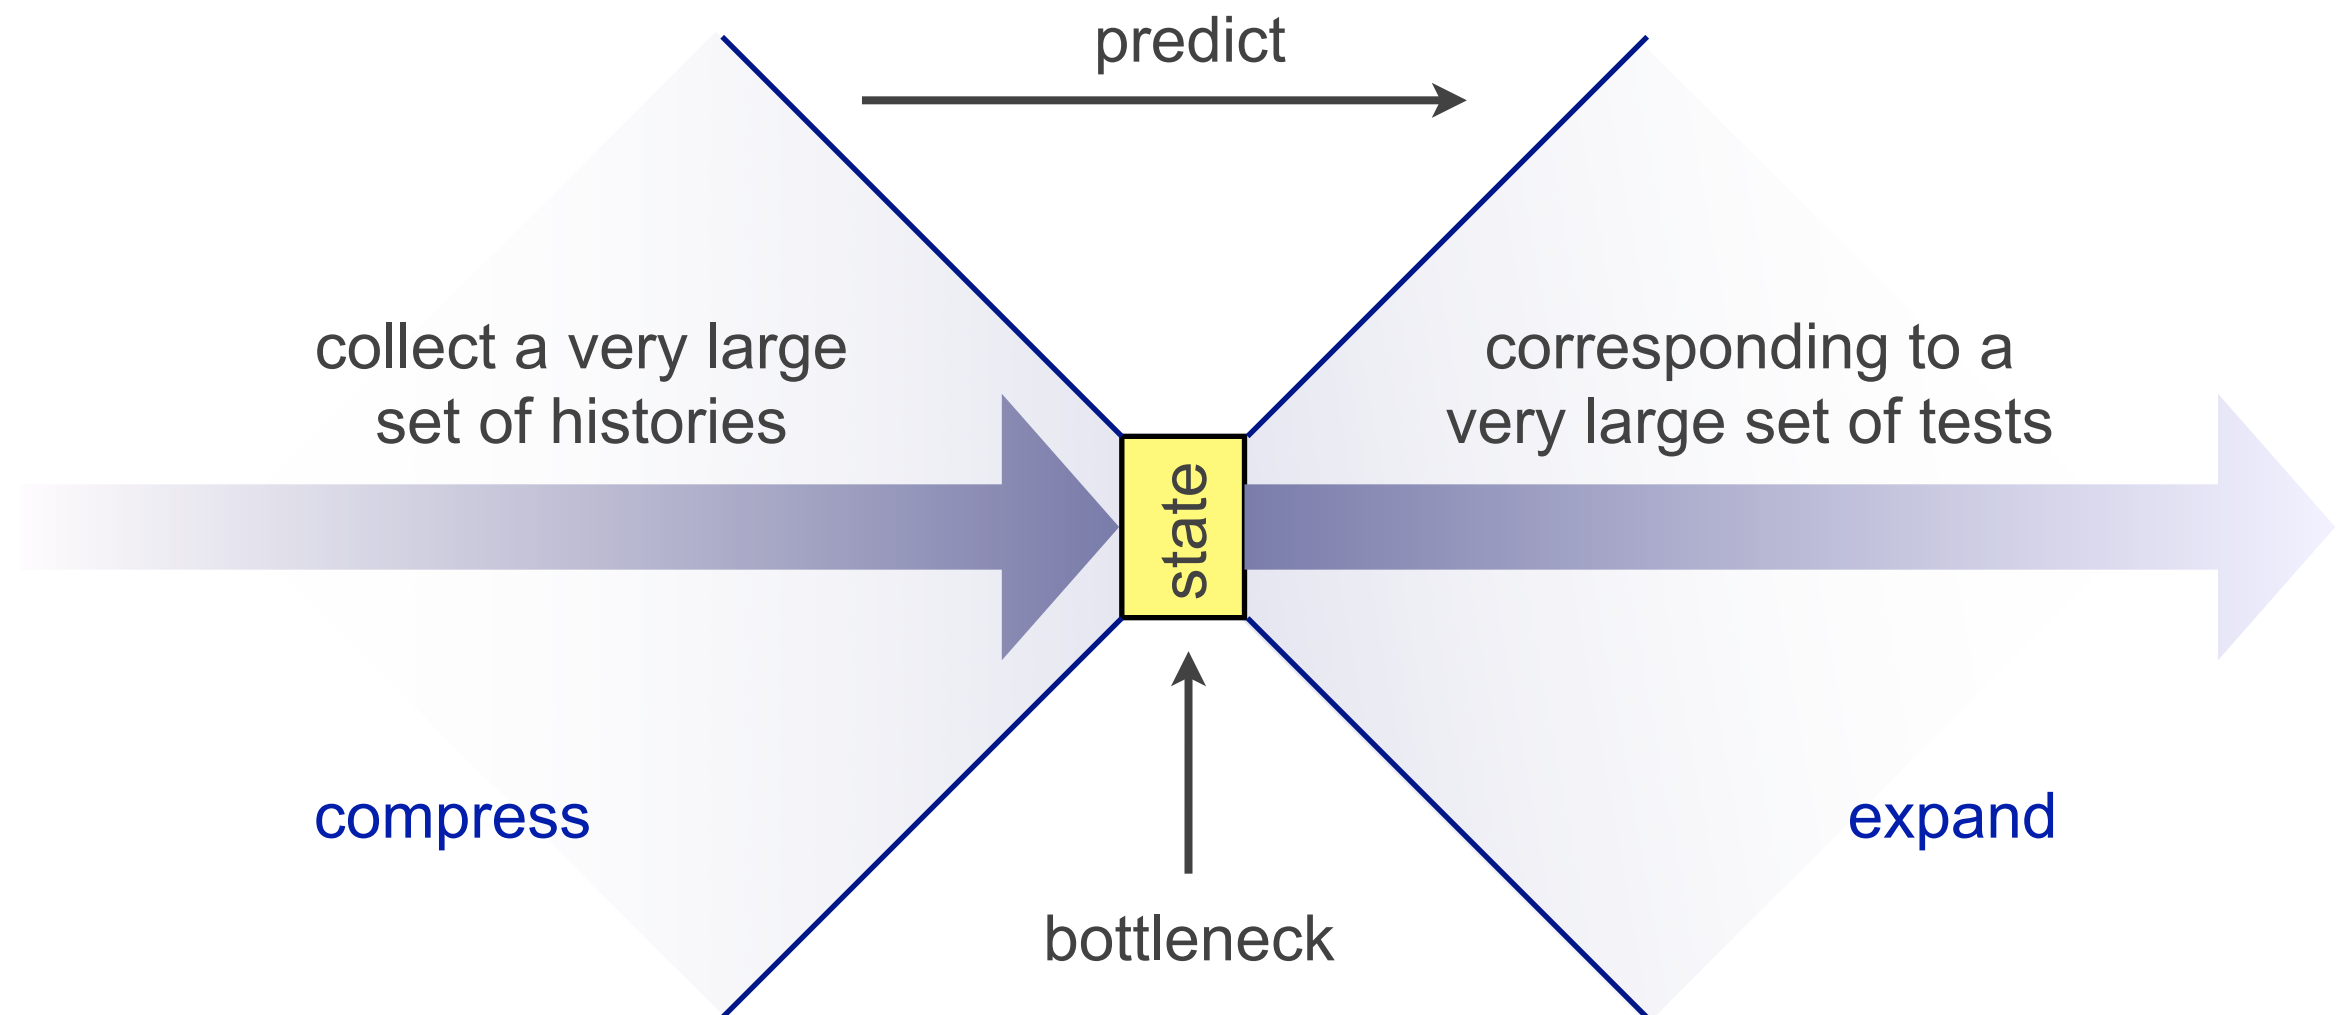 predict
collect a very large
set of histories
corresponding to a
very large set of tests
state
compress
expand
bottleneck